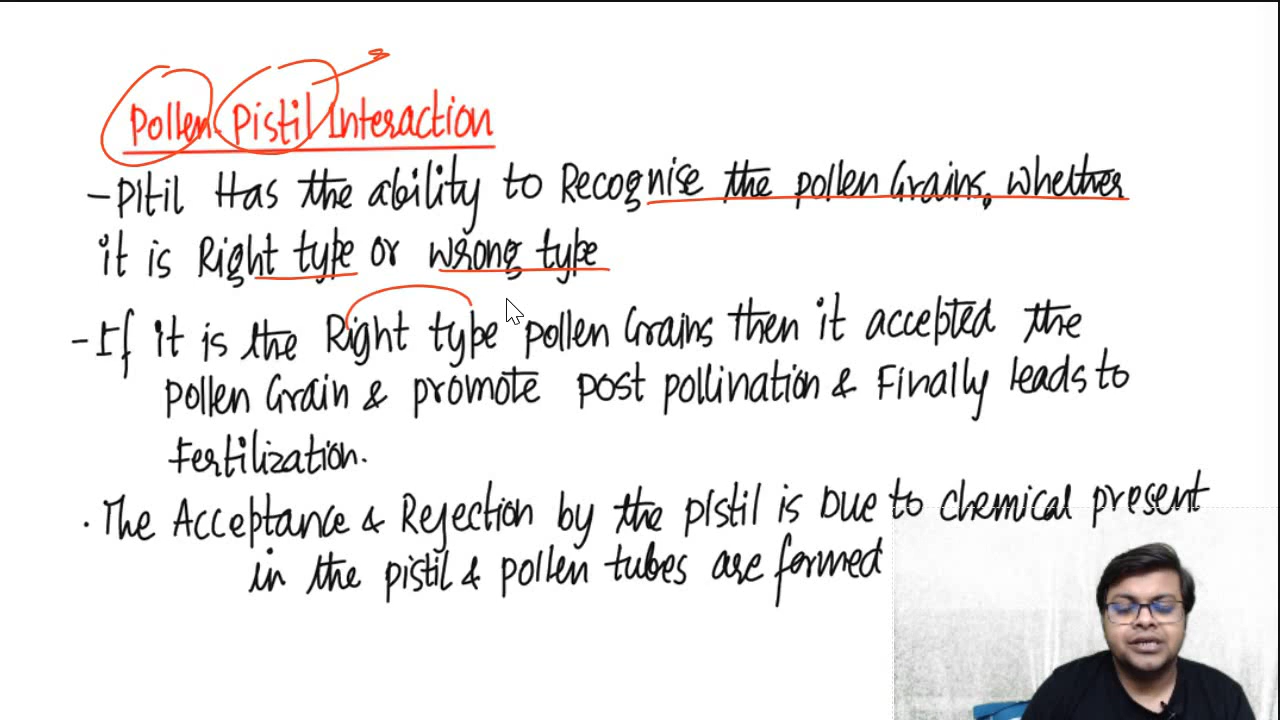 Pollen-Pistil Interaction
- Pitil Has the ability to Recognise the pollen Grains, whether
it is Right type or wrong type
- If it is the Right type pollen Grains then it accepted the
pollen Grain & promote post pollination & Finally leads to
Fertilization.
. The Acceptance & Rejection by the pistil is Due to chemical present
in the pistil & pollen tubes are formed